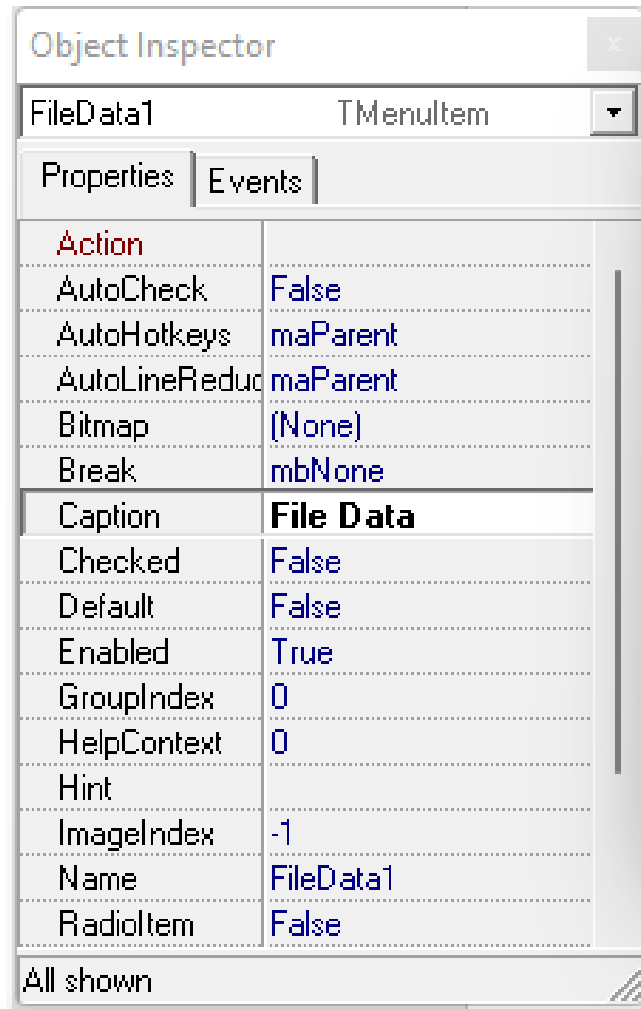 Object Inspector x
FileData1 TMenuItem
Properties Events
Action
AutoCheck False
AutoHotkeys maParent
AutoLineReduc maParent
Bitmap (None)
Break mbNone
Caption File Data
Checked False
Default False
Enabled True
GroupIndex 0
HelpContext 0
Hint
ImageIndex -1
Name FileData1
RadioItem False
All shown